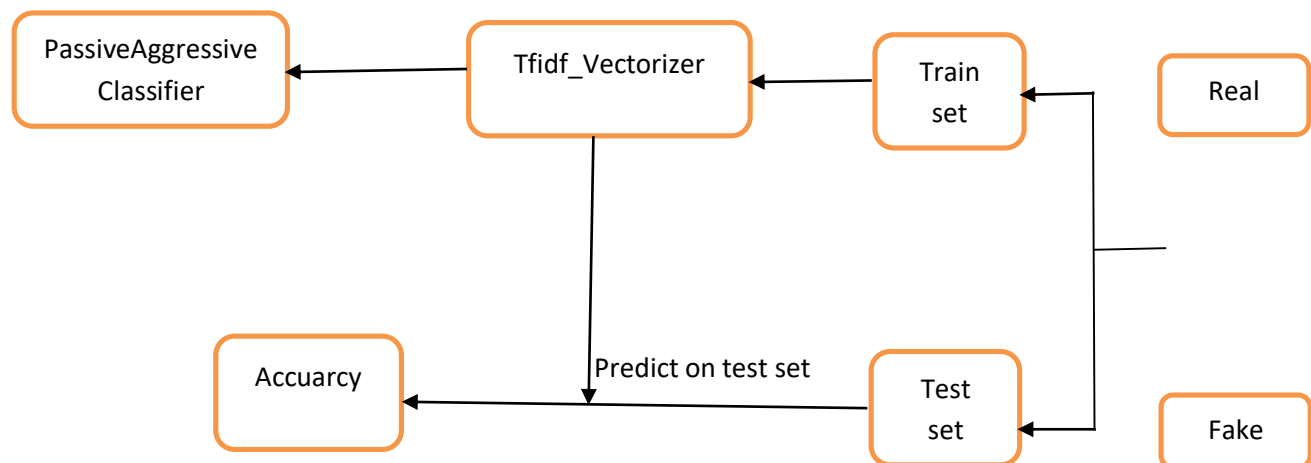 PassiveAggressive
Classifier
Tfidf_Vectorizer
Train
set
Real
Accuarcy
Predict on test set
Test
set
Fake